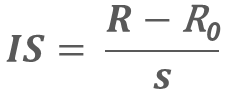 IS = (R − R₀) / s